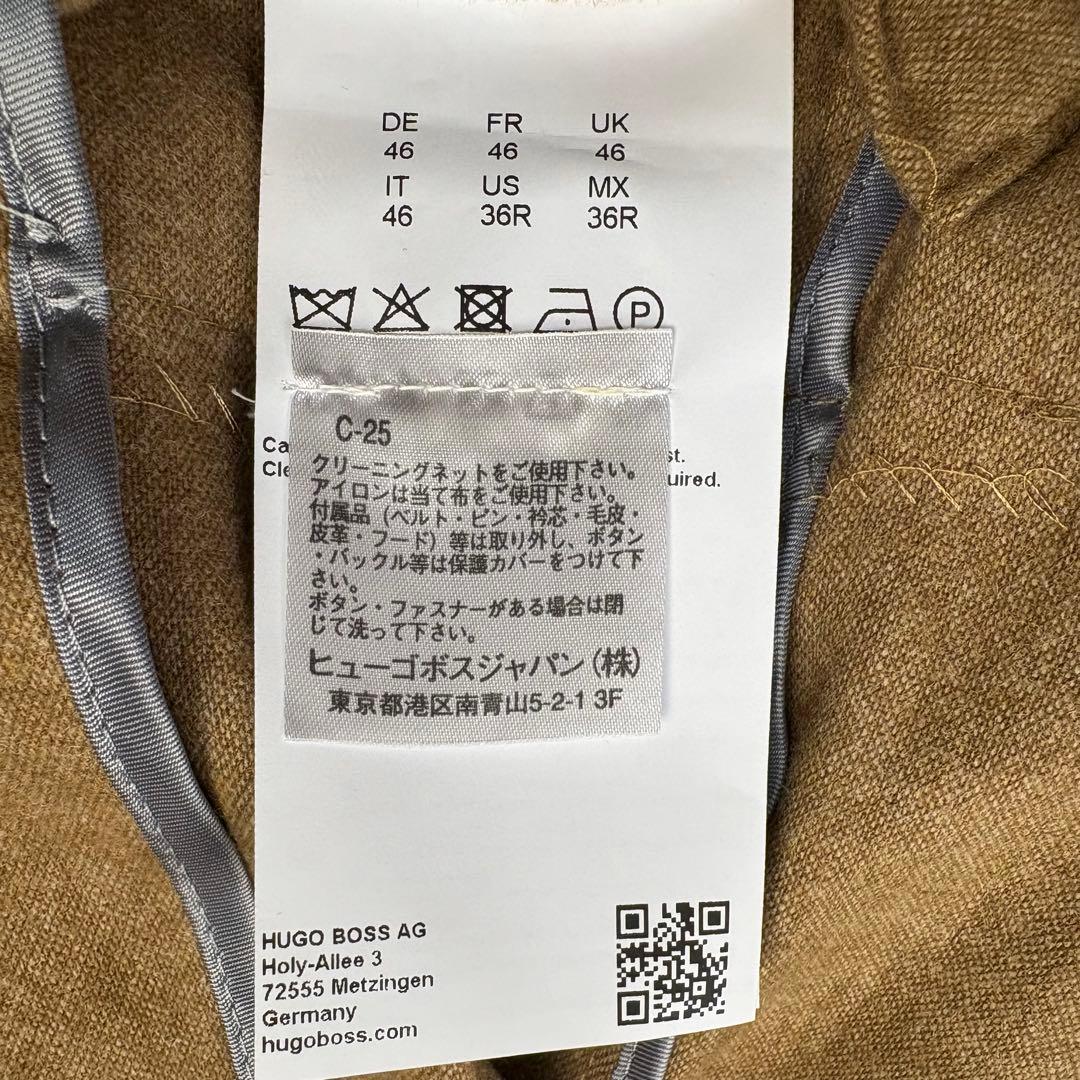 DE FR UK
46 46 46
IT US MX
46 36R 36R
P
C-25
クリーニングネットをご使用下さい。
アイロンは当て布をご使用下さい。
付属品（ベルト・ピン・衿芯・毛皮・
皮革・フード）等は取り外し、ボタン
・バックル等は保護カバーをつけて下
さい。
ボタン・ファスナーがある場合は閉
じて洗って下さい。
ヒューゴボスジャパン（株）
東京都港区南青山5-2-1 3F
HUGO BOSS AG
Holy-Allee 3
72555 Metzingen
Germany
hugoboss.com